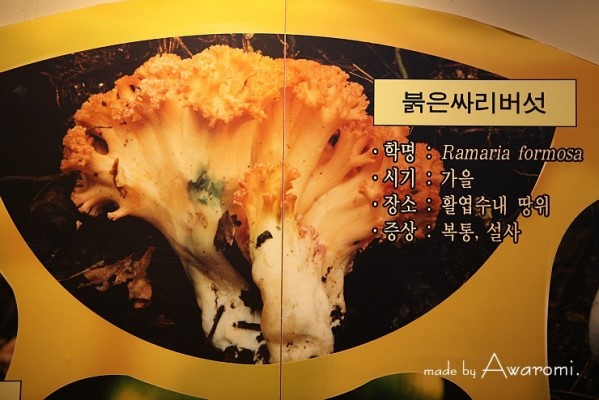 붉은싸리버섯
· 학명 : Ramaria formosa
· 시기 : 가을
· 장소 : 활엽수내 땅위
· 증상 : 복통, 설사
made by Awaromi.